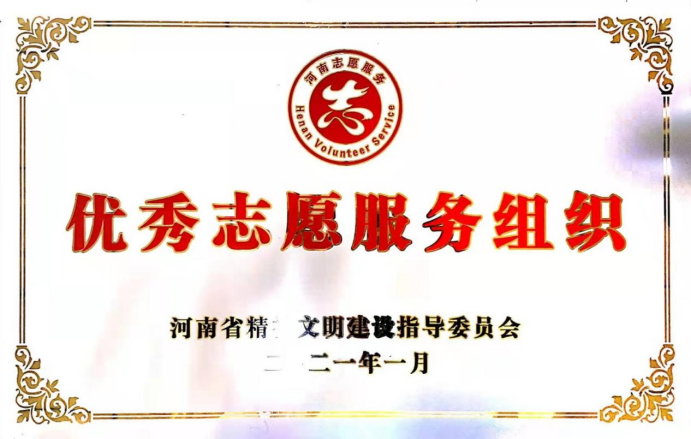 河南志愿服务
Henan Volunteer Service
优秀志愿服务组织
河南省精 文明建设指导委员会
二 二一年一月